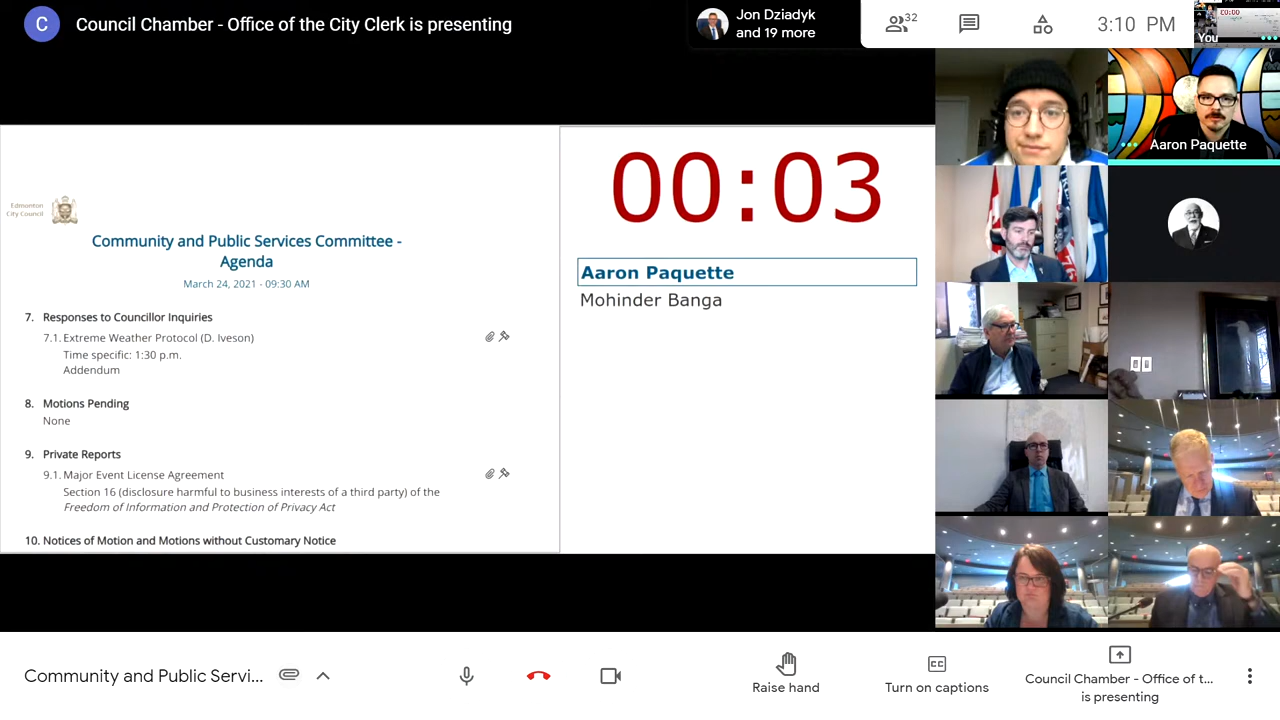 C
Council Chamber - Office of the City Clerk is presenting
Jon Dziadyk
and 19 more
32
3:10 PM
You
Aaron Paquette
Edmonton
City Council
Community and Public Services Committee -
Agenda
March 24, 2021 - 09:30 AM
7. Responses to Councillor Inquiries
7.1. Extreme Weather Protocol (D. Iveson)
Time specific: 1:30 p.m.
Addendum
8. Motions Pending
None
9. Private Reports
9.1. Major Event License Agreement
Section 16 (disclosure harmful to business interests of a third party) of the
Freedom of Information and Protection of Privacy Act
10. Notices of Motion and Motions without Customary Notice
00:03
Aaron Paquette
Mohinder Banga
Community and Public Servi...
Raise hand
CC
Turn on captions
Council Chamber - Office of t...
is presenting